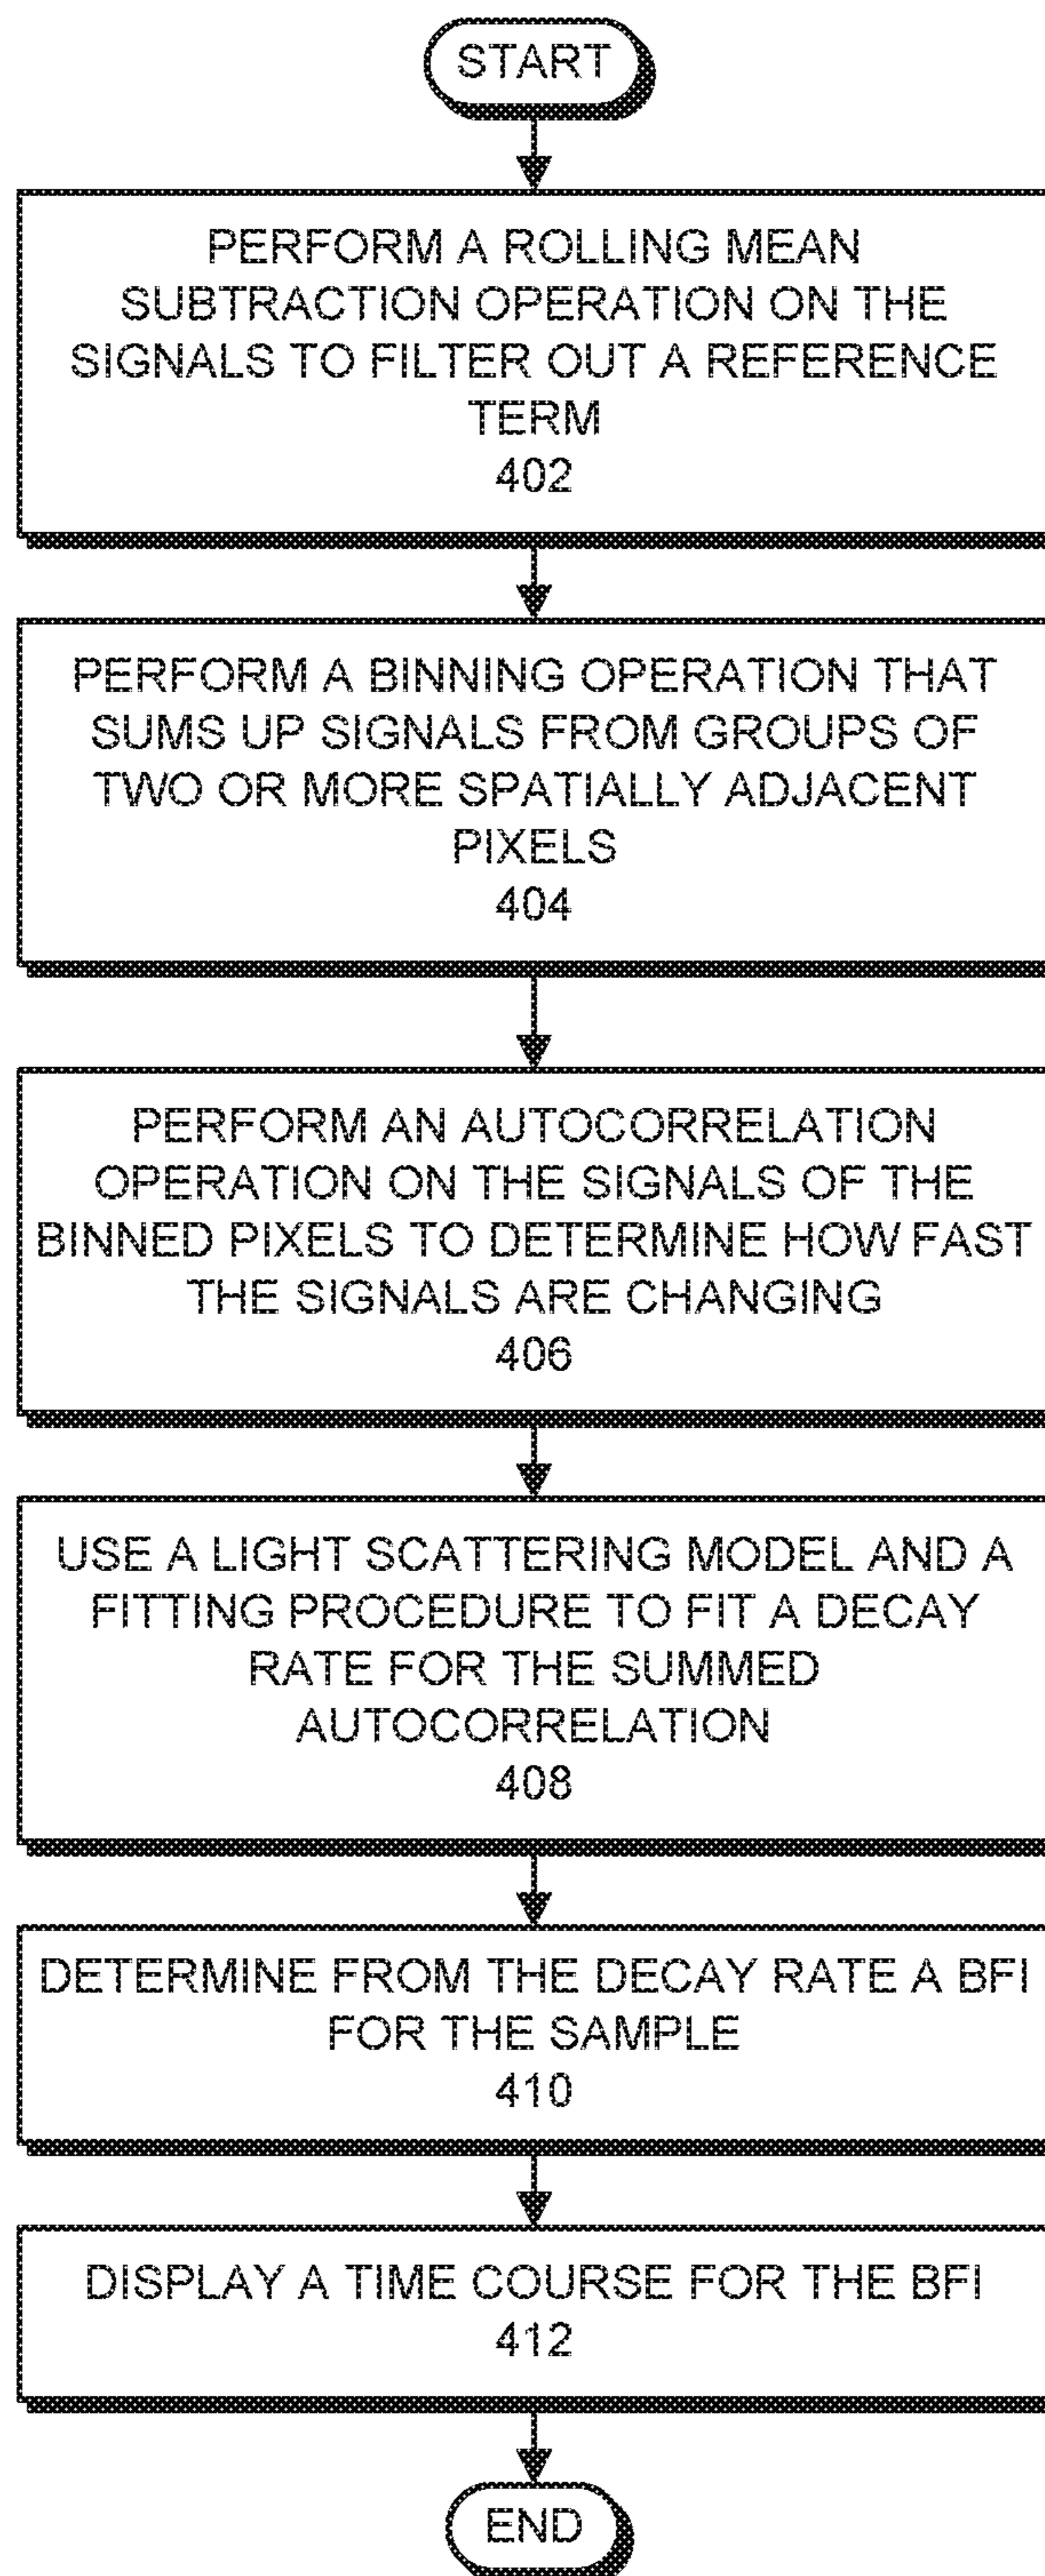 START
PERFORM A ROLLING MEAN
SUBTRACTION OPERATION ON THE
SIGNALS TO FILTER OUT A REFERENCE
TERM
402
PERFORM A BINNING OPERATION THAT
SUMS UP SIGNALS FROM GROUPS OF
TWO OR MORE SPATIALLY ADJACENT
PIXELS
404
PERFORM AN AUTOCORRELATION
OPERATION ON THE SIGNALS OF THE
BINNED PIXELS TO DETERMINE HOW FAST
THE SIGNALS ARE CHANGING
406
USE A LIGHT SCATTERING MODEL AND A
FITTING PROCEDURE TO FIT A DECAY
RATE FOR THE SUMMED
AUTOCORRELATION
408
DETERMINE FROM THE DECAY RATE A BFI
FOR THE SAMPLE
410
DISPLAY A TIME COURSE FOR THE BFI
412
END